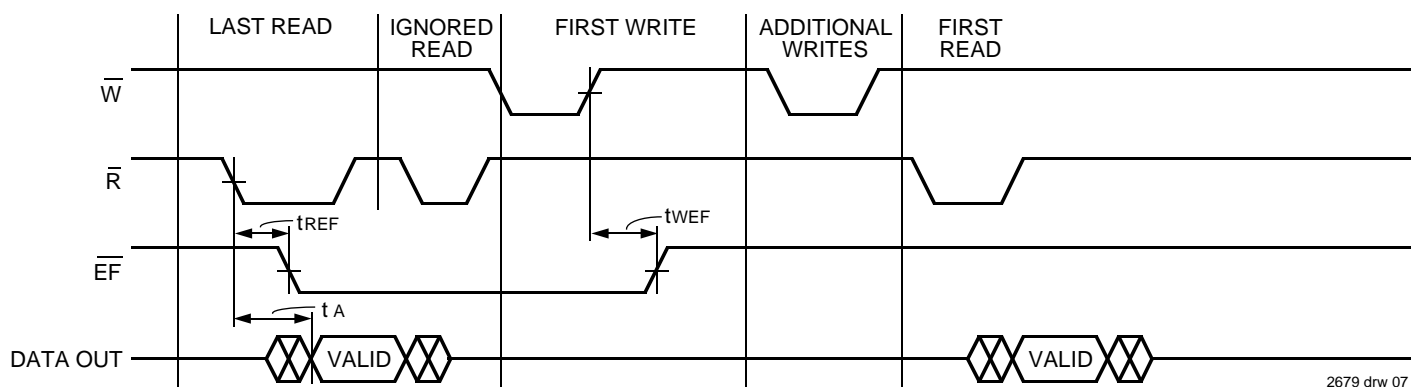 LAST READ
IGNORED
READ
FIRST WRITE
ADDITIONAL
WRITES
FIRST
READ
W
R
tREF
tWEF
EF
tA
DATA OUT
VALID
VALID
2679 drw 07